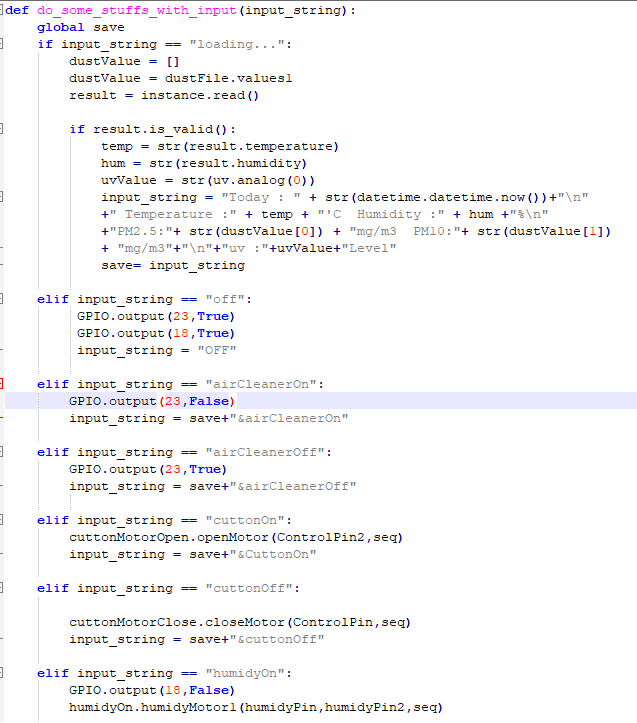 def do_some_stuffs_with_input(input_string):
    global save
    if input_string == "loading...":
        dustValue = []
        dustValue = dustFile.values1
        result = instance.read()

        if result.is_valid():
            temp = str(result.temperature)
            hum = str(result.humidity)
            uvValue = str(uv.analog(0))
            input_string = "Today : " + str(datetime.datetime.now())+"\n"
            +" Temperature :" + temp + "'C  Humidity :" + hum +"%\n"
            +"PM2.5:"+ str(dustValue[0]) + "mg/m3  PM10:"+ str(dustValue[1])
            + "mg/m3"+"\n"+"uv :"+uvValue+"Level"
            save= input_string

    elif input_string == "off":
         GPIO.output(23,True)
         GPIO.output(18,True)
         input_string = "OFF"

    elif input_string == "airCleanerOn":
        GPIO.output(23,False)
        input_string = save+"&airCleanerOn"

    elif input_string == "airCleanerOff":
        GPIO.output(23,True)
        input_string = save+"&airCleanerOff"

    elif input_string == "cuttonOn":
        cuttonMotorOpen.openMotor(ControlPin2,seq)
        input_string = save+"&CuttonOn"

    elif input_string == "cuttonOff":

        cuttonMotorClose.closeMotor(ControlPin,seq)
        input_string = save+"&cuttonOff"

    elif input_string == "humidyOn":
        GPIO.output(18,False)
        humidyOn.humidyMotor1(humidyPin,humidyPin2,seq)